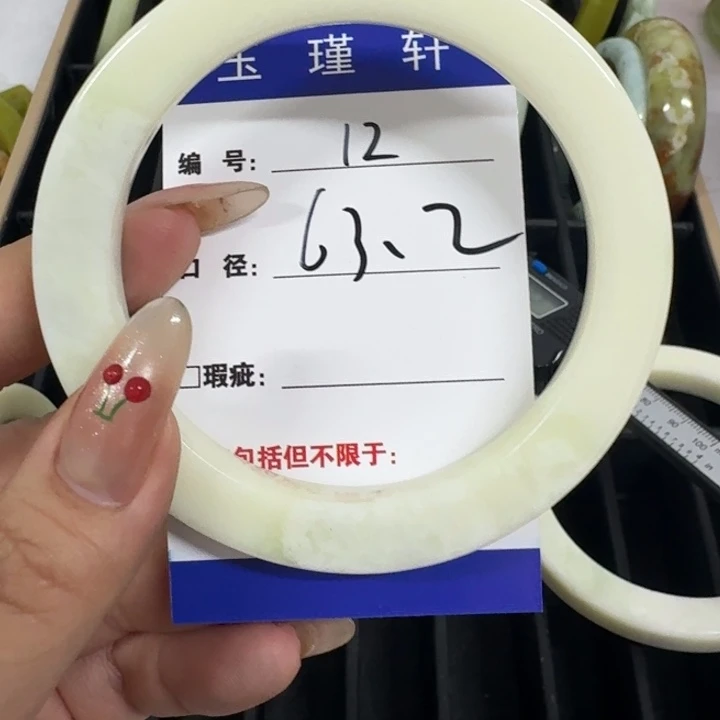 玉瑾轩
编 号: 12
口 径: 63、2
瑕疵:
包括但不限于: